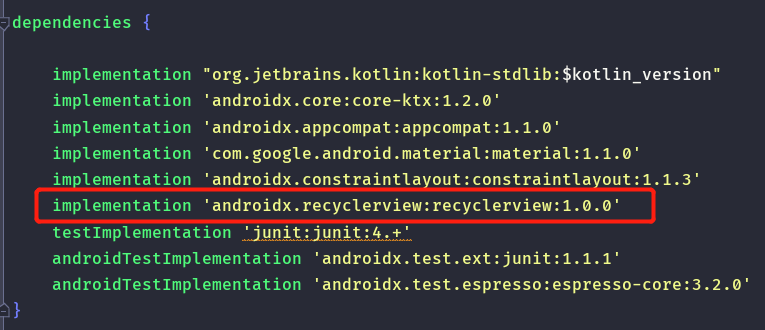 dependencies {
implementation "org.jetbrains.kotlin:kotlin-stdlib:$kotlin_version"
implementation 'androidx.core:core-ktx:1.2.0'
implementation 'androidx.appcompat:appcompat:1.1.0'
implementation 'com.google.android.material:material:1.1.0'
implementation 'androidx.constraintlayout:constraintlayout:1.1.3'
implementation 'androidx.recyclerview:recyclerview:1.0.0'
testImplementation 'junit:junit:4.+'
androidTestImplementation 'androidx.test.ext:junit:1.1.1'
androidTestImplementation 'androidx.test.espresso:espresso-core:3.2.0'
}